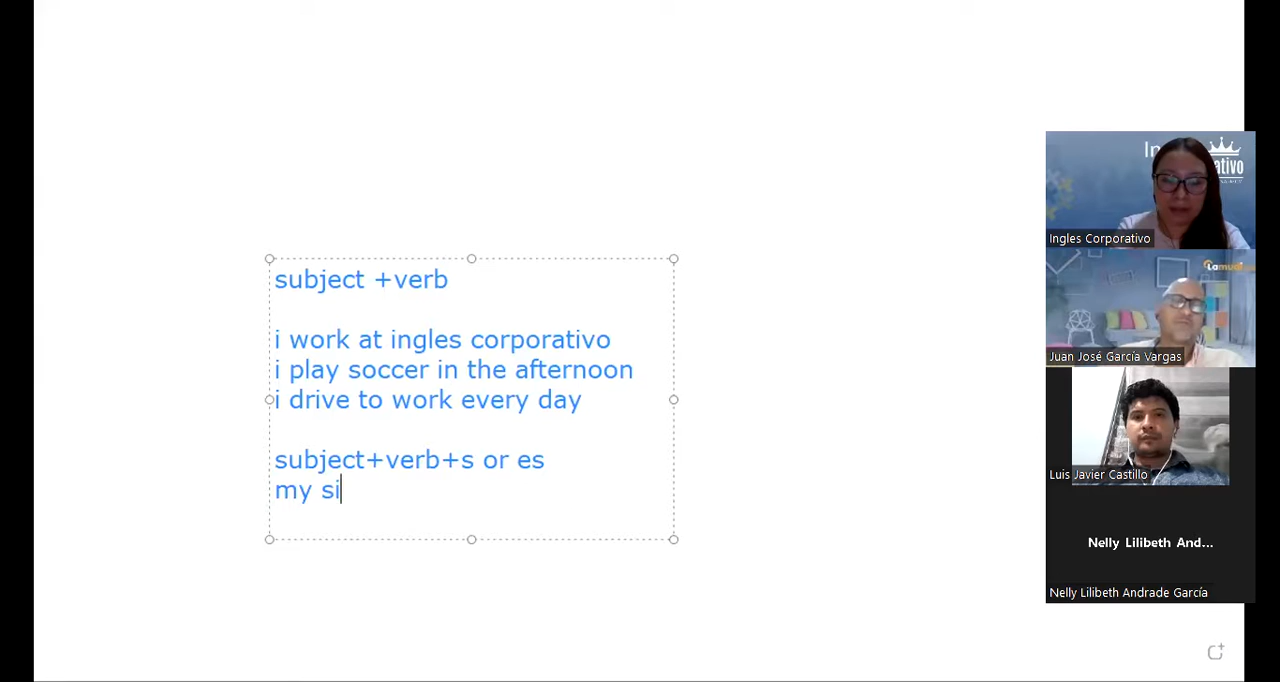 subject +verb
i work at ingles corporativo
i play soccer in the afternoon
i drive to work every day
subject+verb+s or es
my si
Ingles Corporativo
Juan José García Vargas
Luis Javier Castillo
Nelly Lilibeth And...
Nelly Lilibeth Andrade García